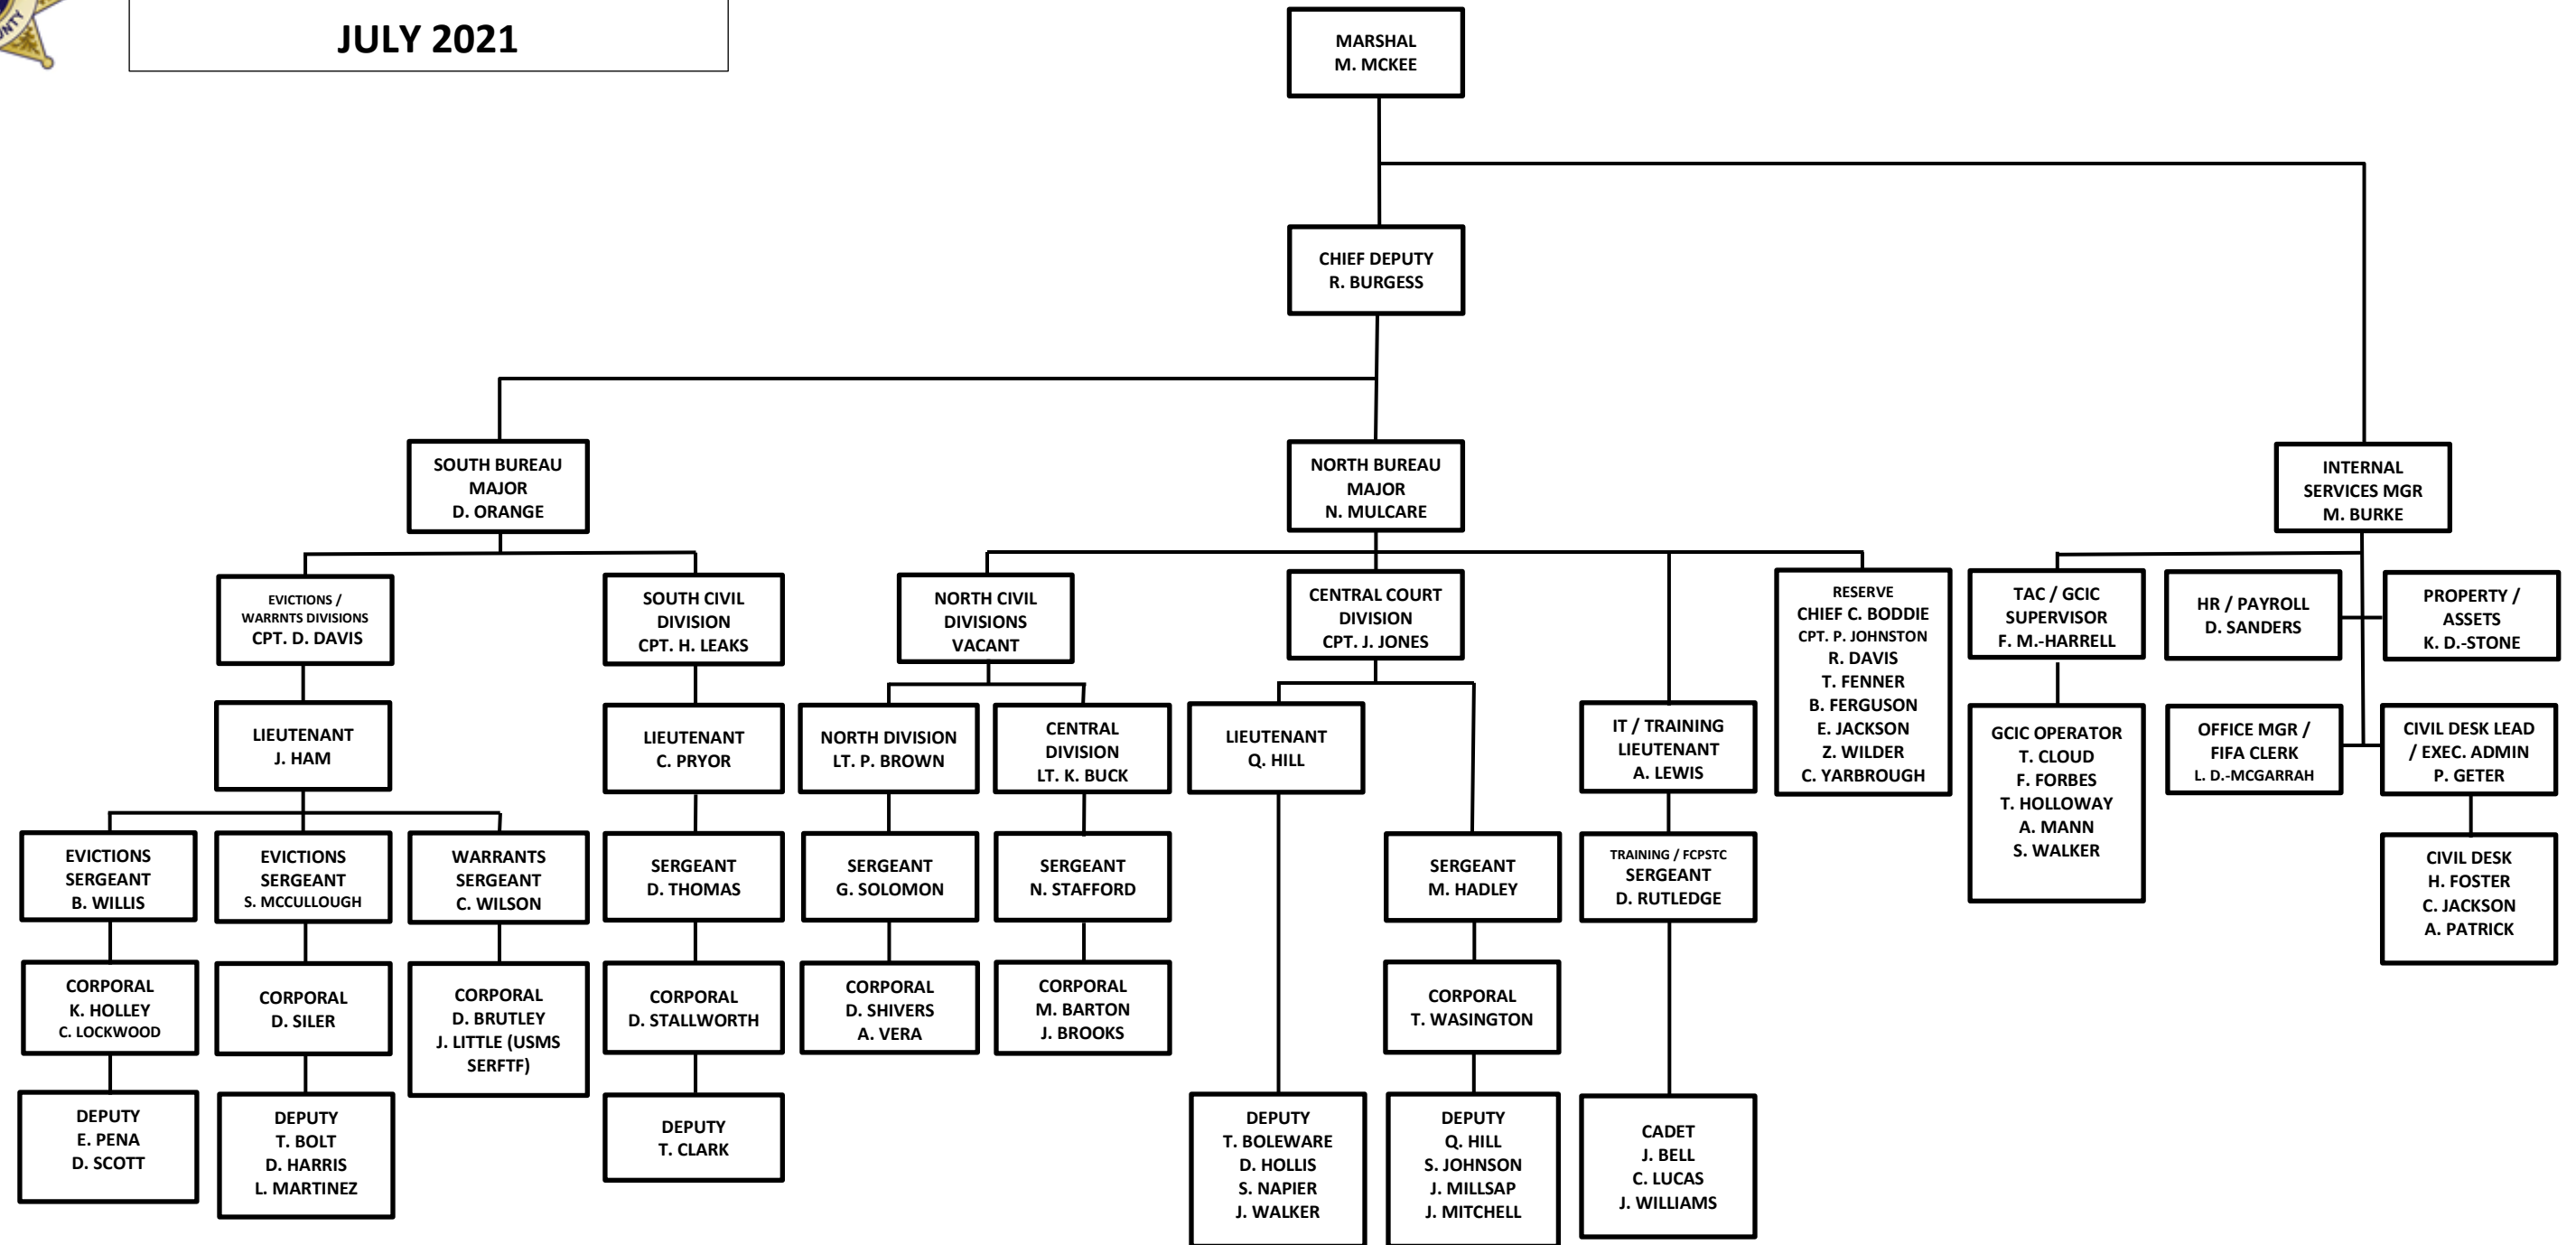 UNTY
JULY 2021
MARSHAL
M. MCKEE
CHIEF DEPUTY
R. BURGESS
SOUTH BUREAU
MAJOR
D. ORANGE
NORTH BUREAU
MAJOR
N. MULCARE
INTERNAL
SERVICES MGR
M. BURKE
EVICTIONS /
WARRNTS DIVISIONS
CPT. D. DAVIS
SOUTH CIVIL
DIVISION
CPT. H. LEAKS
NORTH CIVIL
DIVISIONS
VACANT
CENTRAL COURT
DIVISION
CPT. J. JONES
RESERVE
CHIEF C. BODDIE
CPT. P. JOHNSTON
R. DAVIS
T. FENNER
B. FERGUSON
E. JACKSON
Z. WILDER
C. YARBROUGH
TAC / GCIC
SUPERVISOR
F. M.-HARRELL
HR / PAYROLL
D. SANDERS
PROPERTY /
ASSETS
K. D.-STONE
LIEUTENANT
J. HAM
LIEUTENANT
C. PRYOR
NORTH DIVISION
LT. P. BROWN
CENTRAL
DIVISION
LT. K. BUCK
LIEUTENANT
Q. HILL
IT / TRAINING
LIEUTENANT
A. LEWIS
GCIC OPERATOR
T. CLOUD
F. FORBES
T. HOLLOWAY
A. MANN
S. WALKER
OFFICE MGR /
FIFA CLERK
L. D.-MCGARRAH
CIVIL DESK LEAD
/ EXEC. ADMIN
P. GETER
EVICTIONS
SERGEANT
B. WILLIS
EVICTIONS
SERGEANT
S. MCCULLOUGH
WARRANTS
SERGEANT
C. WILSON
SERGEANT
D. THOMAS
SERGEANT
G. SOLOMON
SERGEANT
N. STAFFORD
SERGEANT
M. HADLEY
TRAINING / FCPSTC
SERGEANT
D. RUTLEDGE
CIVIL DESK
H. FOSTER
C. JACKSON
A. PATRICK
CORPORAL
K. HOLLEY
C. LOCKWOOD
CORPORAL
D. SILER
CORPORAL
D. BRUTLEY
J. LITTLE (USMS
SERFTF)
CORPORAL
D. STALLWORTH
CORPORAL
D. SHIVERS
A. VERA
CORPORAL
M. BARTON
J. BROOKS
CORPORAL
T. WASINGTON
DEPUTY
E. PENA
D. SCOTT
DEPUTY
T. BOLT
D. HARRIS
L. MARTINEZ
DEPUTY
T. CLARK
DEPUTY
T. BOLEWARE
D. HOLLIS
S. NAPIER
J. WALKER
DEPUTY
Q. HILL
S. JOHNSON
J. MILLSAP
J. MITCHELL
CADET
J. BELL
C. LUCAS
J. WILLIAMS